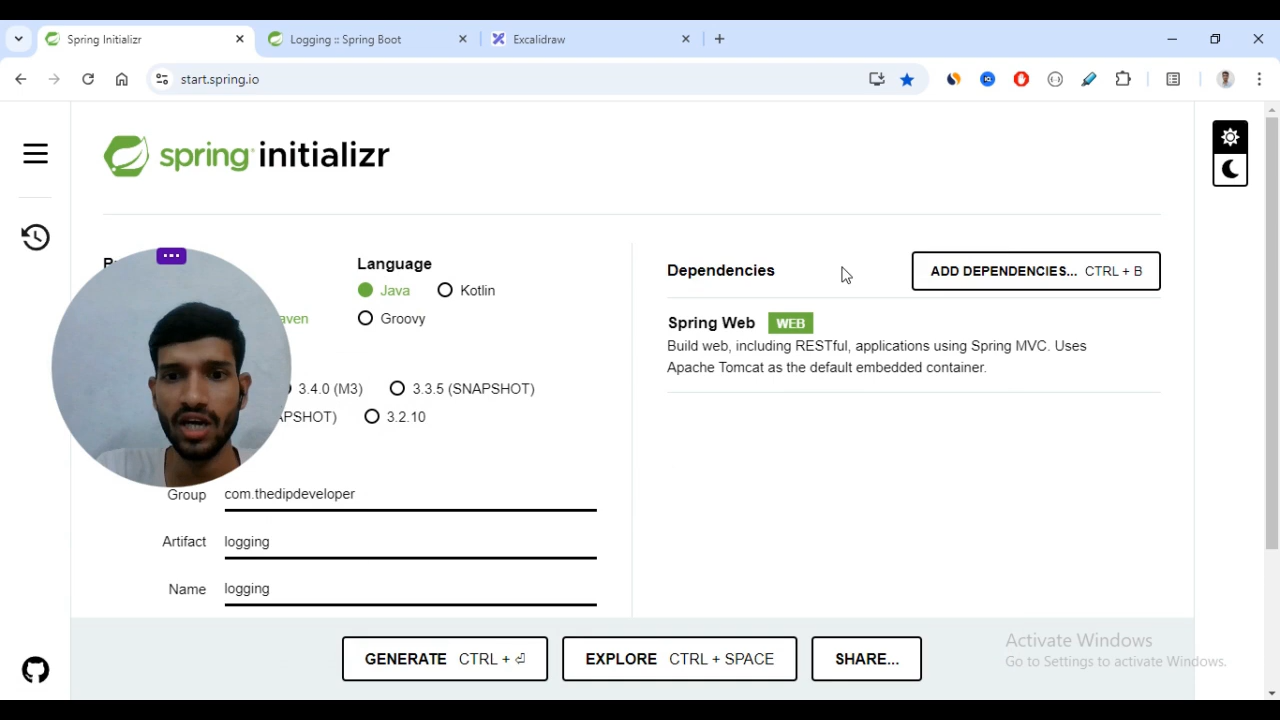 Spring Initializr
Logging :: Spring Boot
Excalidraw
start.spring.io
spring initializr
Language
Java
Kotlin
Groovy
3.4.0 (M3)
3.3.5 (SNAPSHOT)
3.2.10
Group
com.thedipdeveloper
Artifact
logging
Name
logging
Dependencies
ADD DEPENDENCIES... CTRL + B
Spring Web WEB
Build web, including RESTful, applications using Spring MVC. Uses
Apache Tomcat as the default embedded container.
GENERATE CTRL + ⏎
EXPLORE CTRL + SPACE
SHARE...
Activate Windows
Go to Settings to activate Windows.